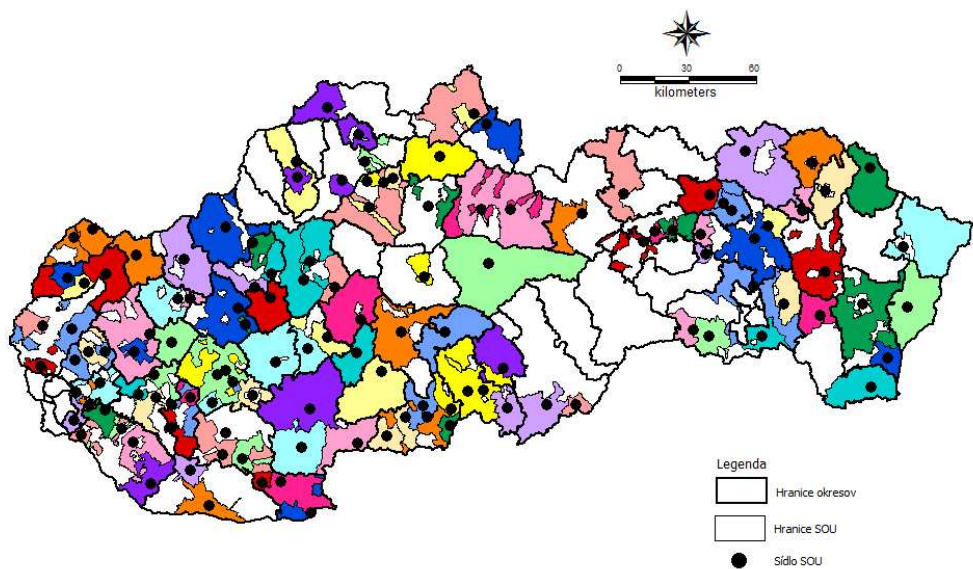 0 30 60
kilometers
Legenda
Hranice okresov
Hranice SOU
Sídlo SOU